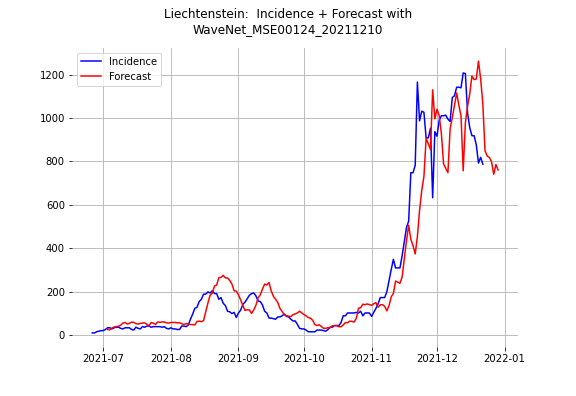 Liechtenstein:  Incidence + Forecast with
WaveNet_MSE00124_20211210
Incidence
Forecast
1200
1000
800
600
400
200
0
2021-07 2021-08 2021-09 2021-10 2021-11 2021-12 2022-01